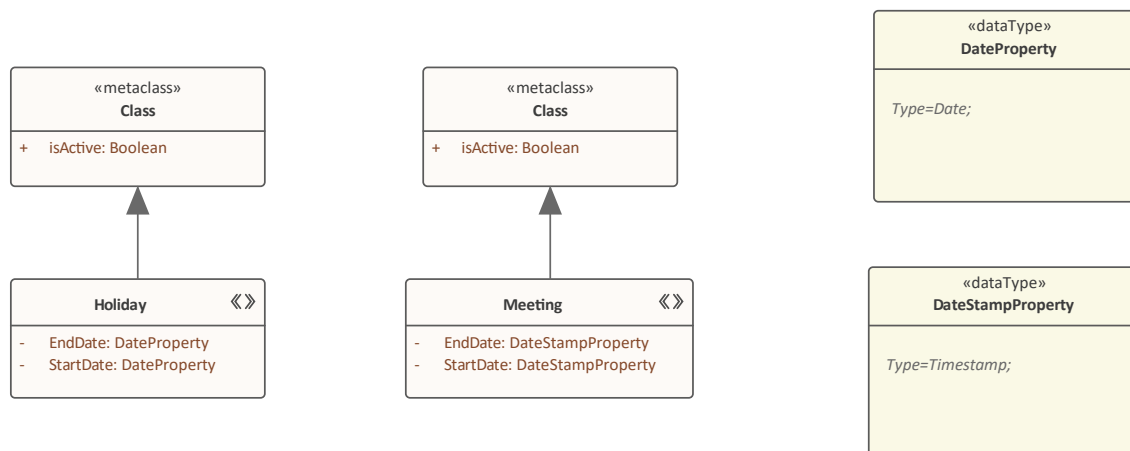 «metaclass»
Class
+ isActive: Boolean
Holiday
- EndDate: DateProperty
- StartDate: DateProperty
«metaclass»
Class
+ isActive: Boolean
Meeting
- EndDate: DateStampProperty
- StartDate: DateStampProperty
«dataType»
DateProperty
Type=Date;
«dataType»
DateStampProperty
Type=Timestamp;